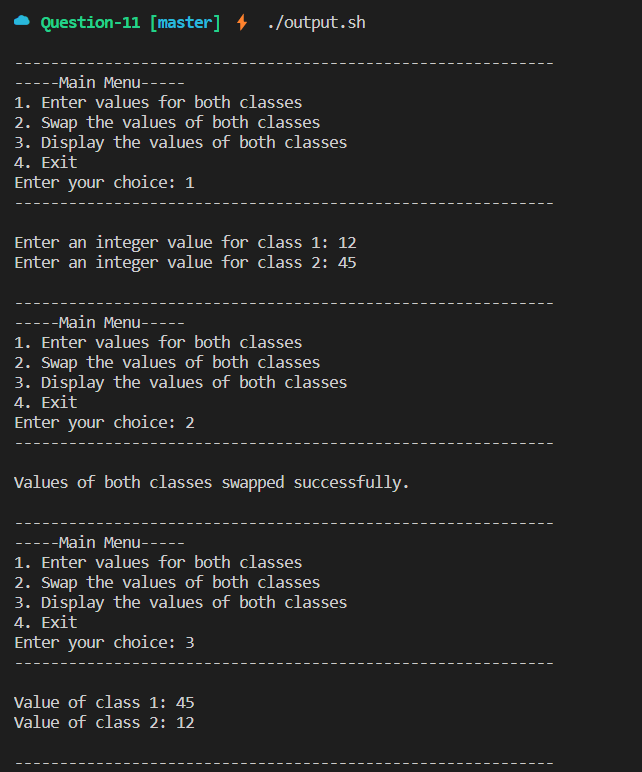 Question-11 [master] ⚡ ./output.sh
------------------------------------------------------------
-----Main Menu-----
1. Enter values for both classes
2. Swap the values of both classes
3. Display the values of both classes
4. Exit
Enter your choice: 1
------------------------------------------------------------
Enter an integer value for class 1: 12
Enter an integer value for class 2: 45
------------------------------------------------------------
-----Main Menu-----
1. Enter values for both classes
2. Swap the values of both classes
3. Display the values of both classes
4. Exit
Enter your choice: 2
------------------------------------------------------------
Values of both classes swapped successfully.
------------------------------------------------------------
-----Main Menu-----
1. Enter values for both classes
2. Swap the values of both classes
3. Display the values of both classes
4. Exit
Enter your choice: 3
------------------------------------------------------------
Value of class 1: 45
Value of class 2: 12
------------------------------------------------------------